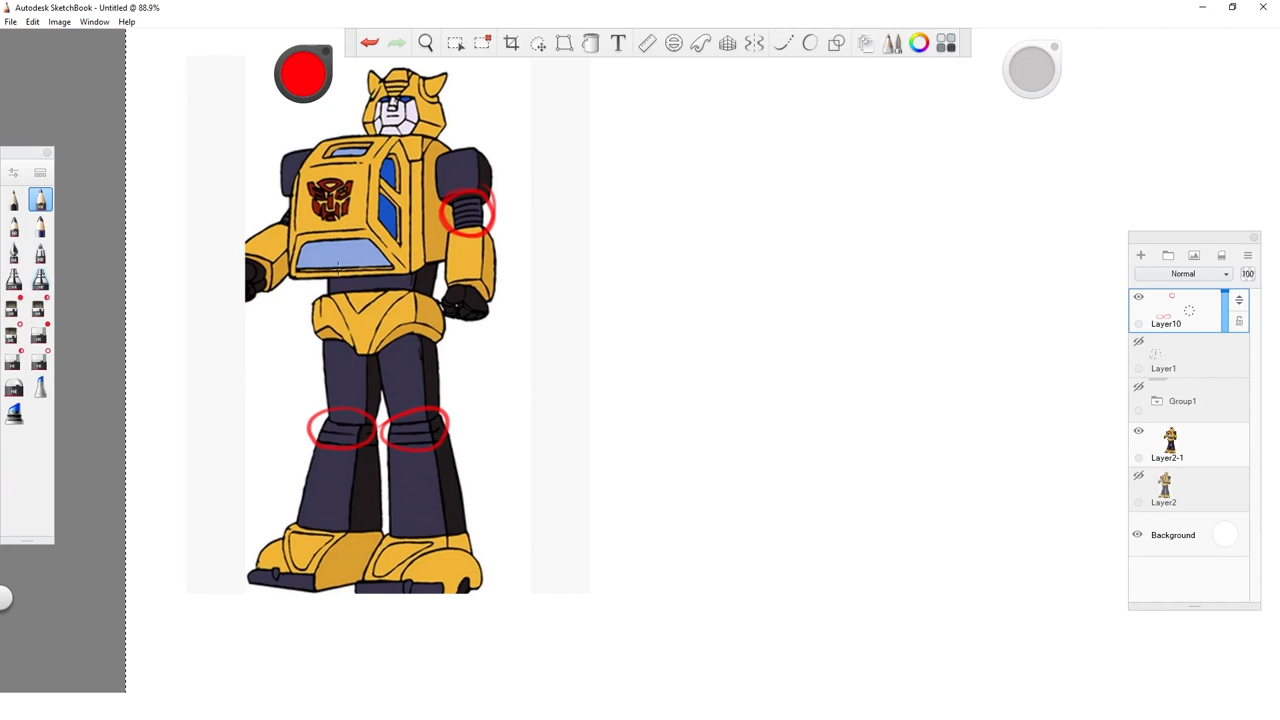 Autodesk SketchBook - Untitled @ 88.9%
File Edit Image Window Help
T
Normal
100
Layer10
Layer1
Group1
Layer2-1
Layer2
Background